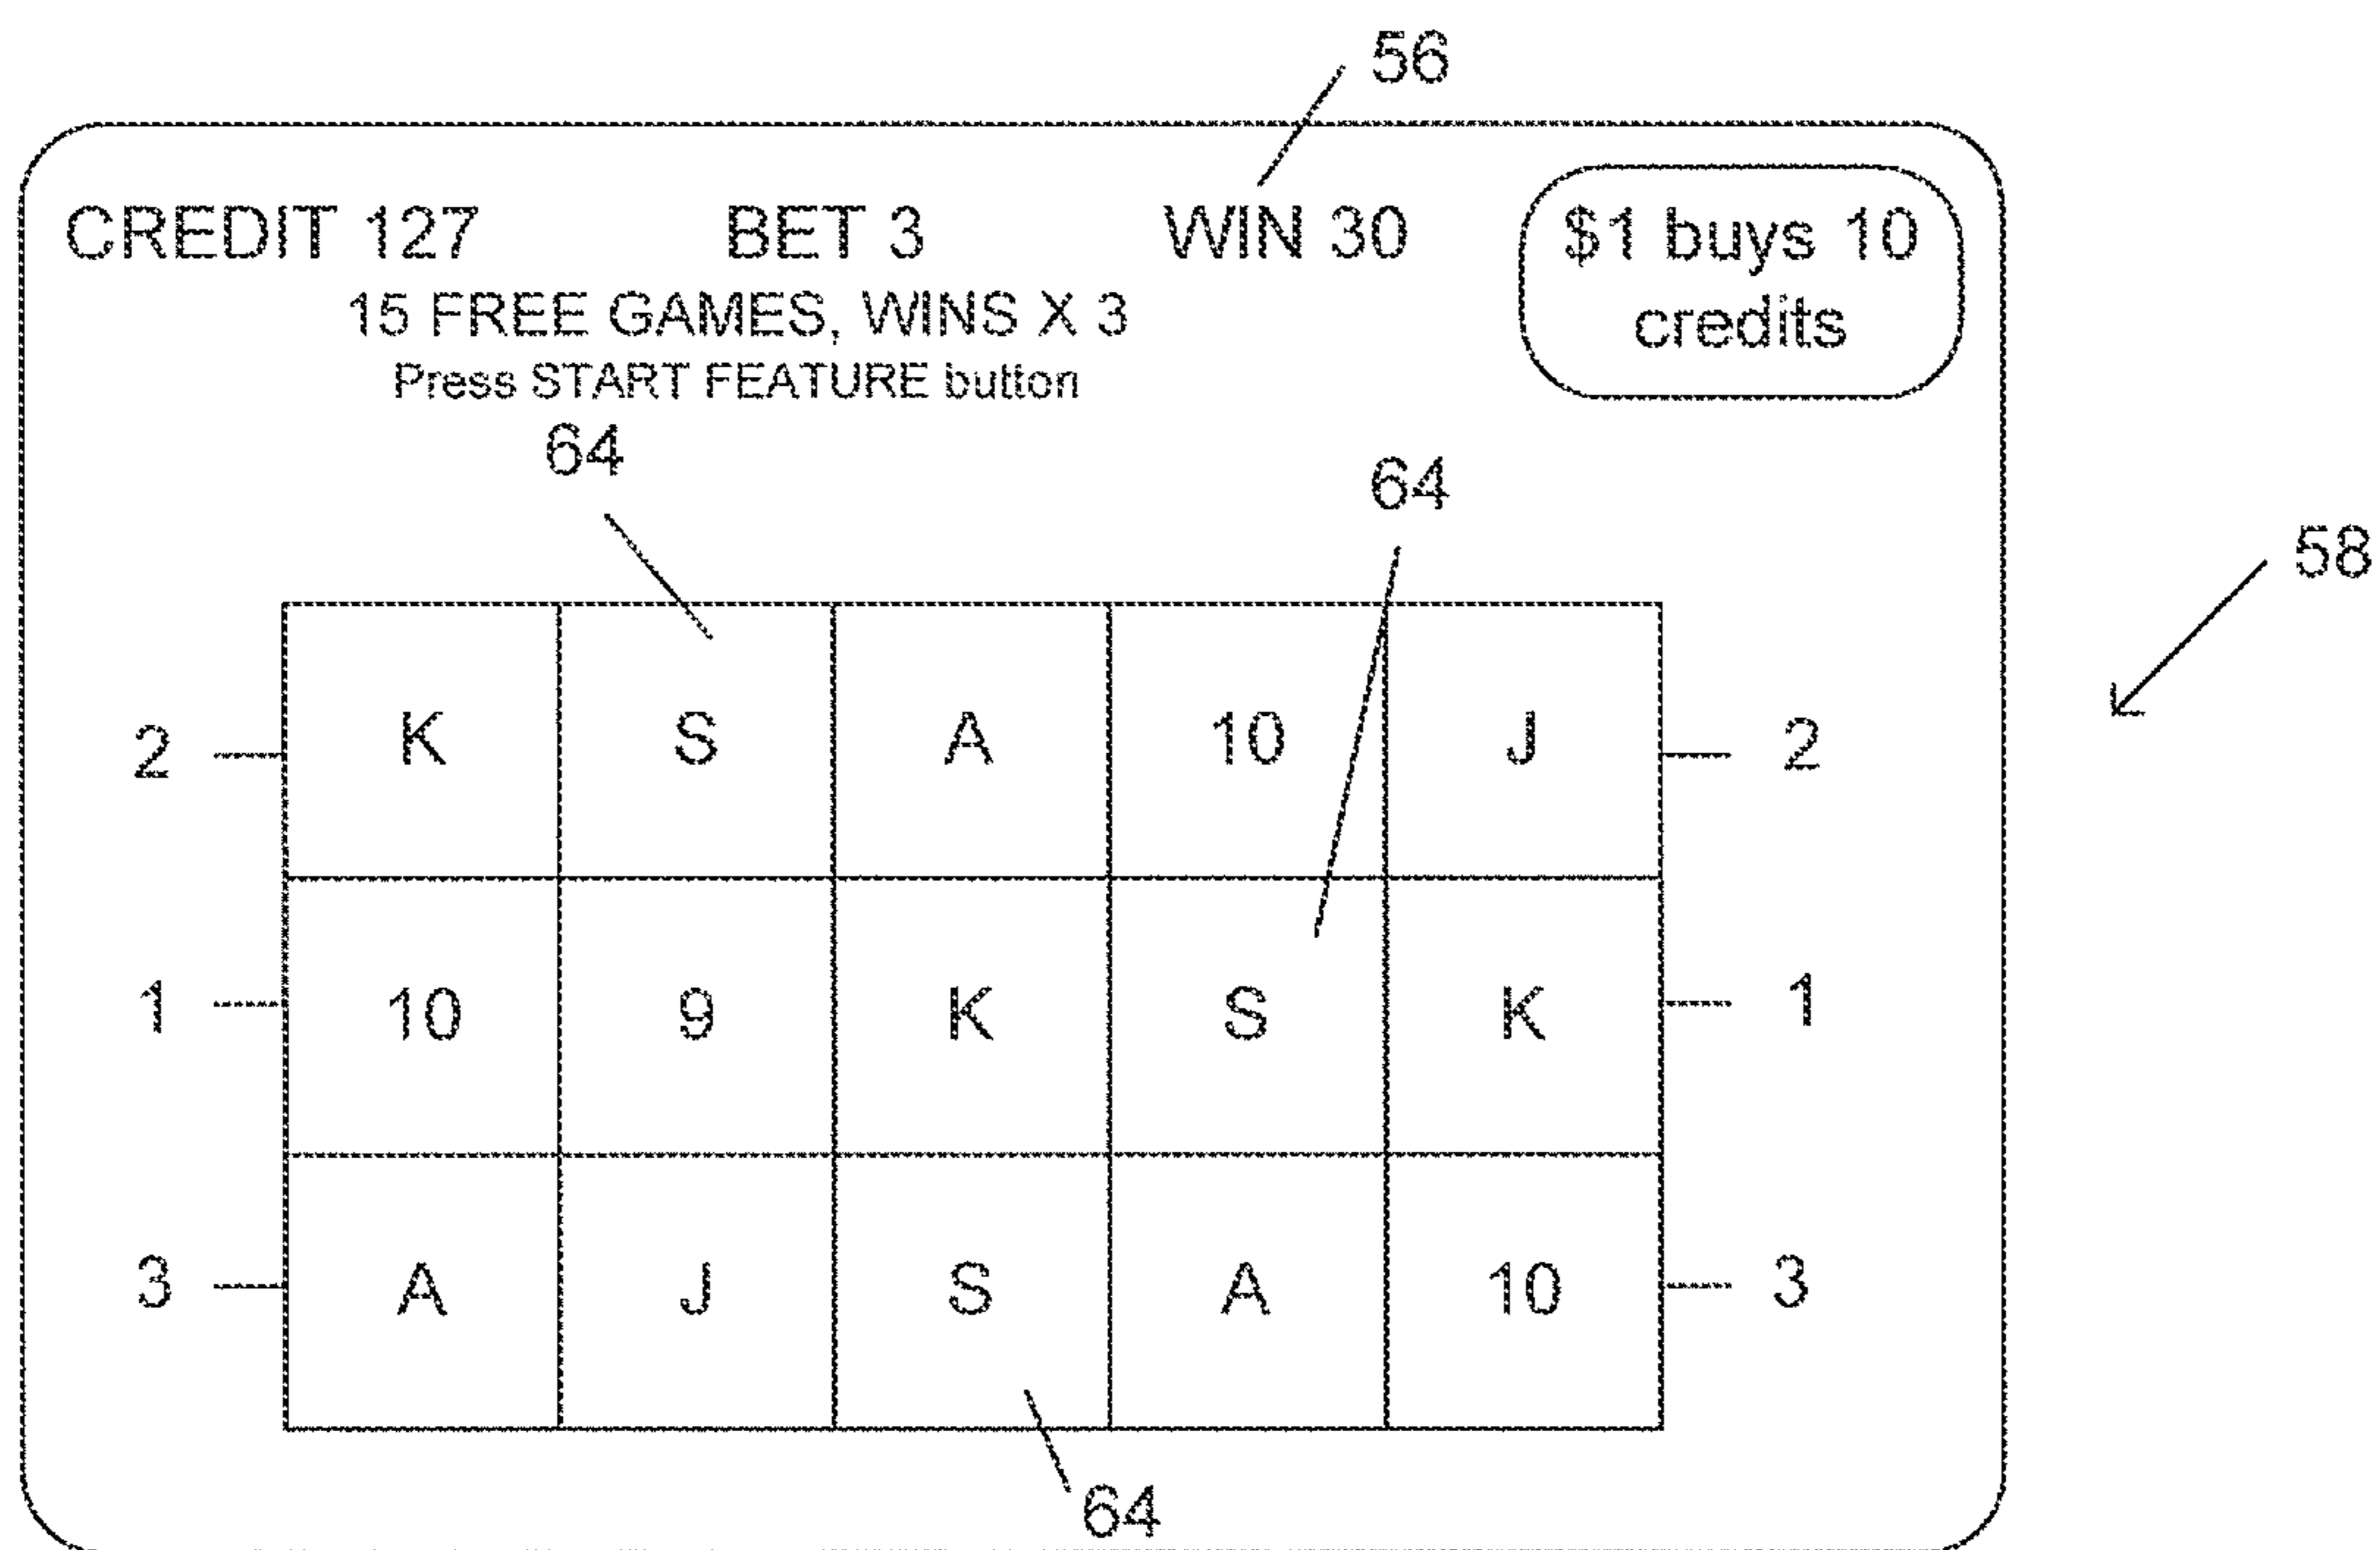 56
CREDIT 127 BET 3 WIN 30 $1 buys 10
credits
15 FREE GAMES, WINS X 3
Press START FEATURE button
64
64
58
2 K S A 10 J 2
1 10 9 K S K 1
3 A J S A 10 3
64